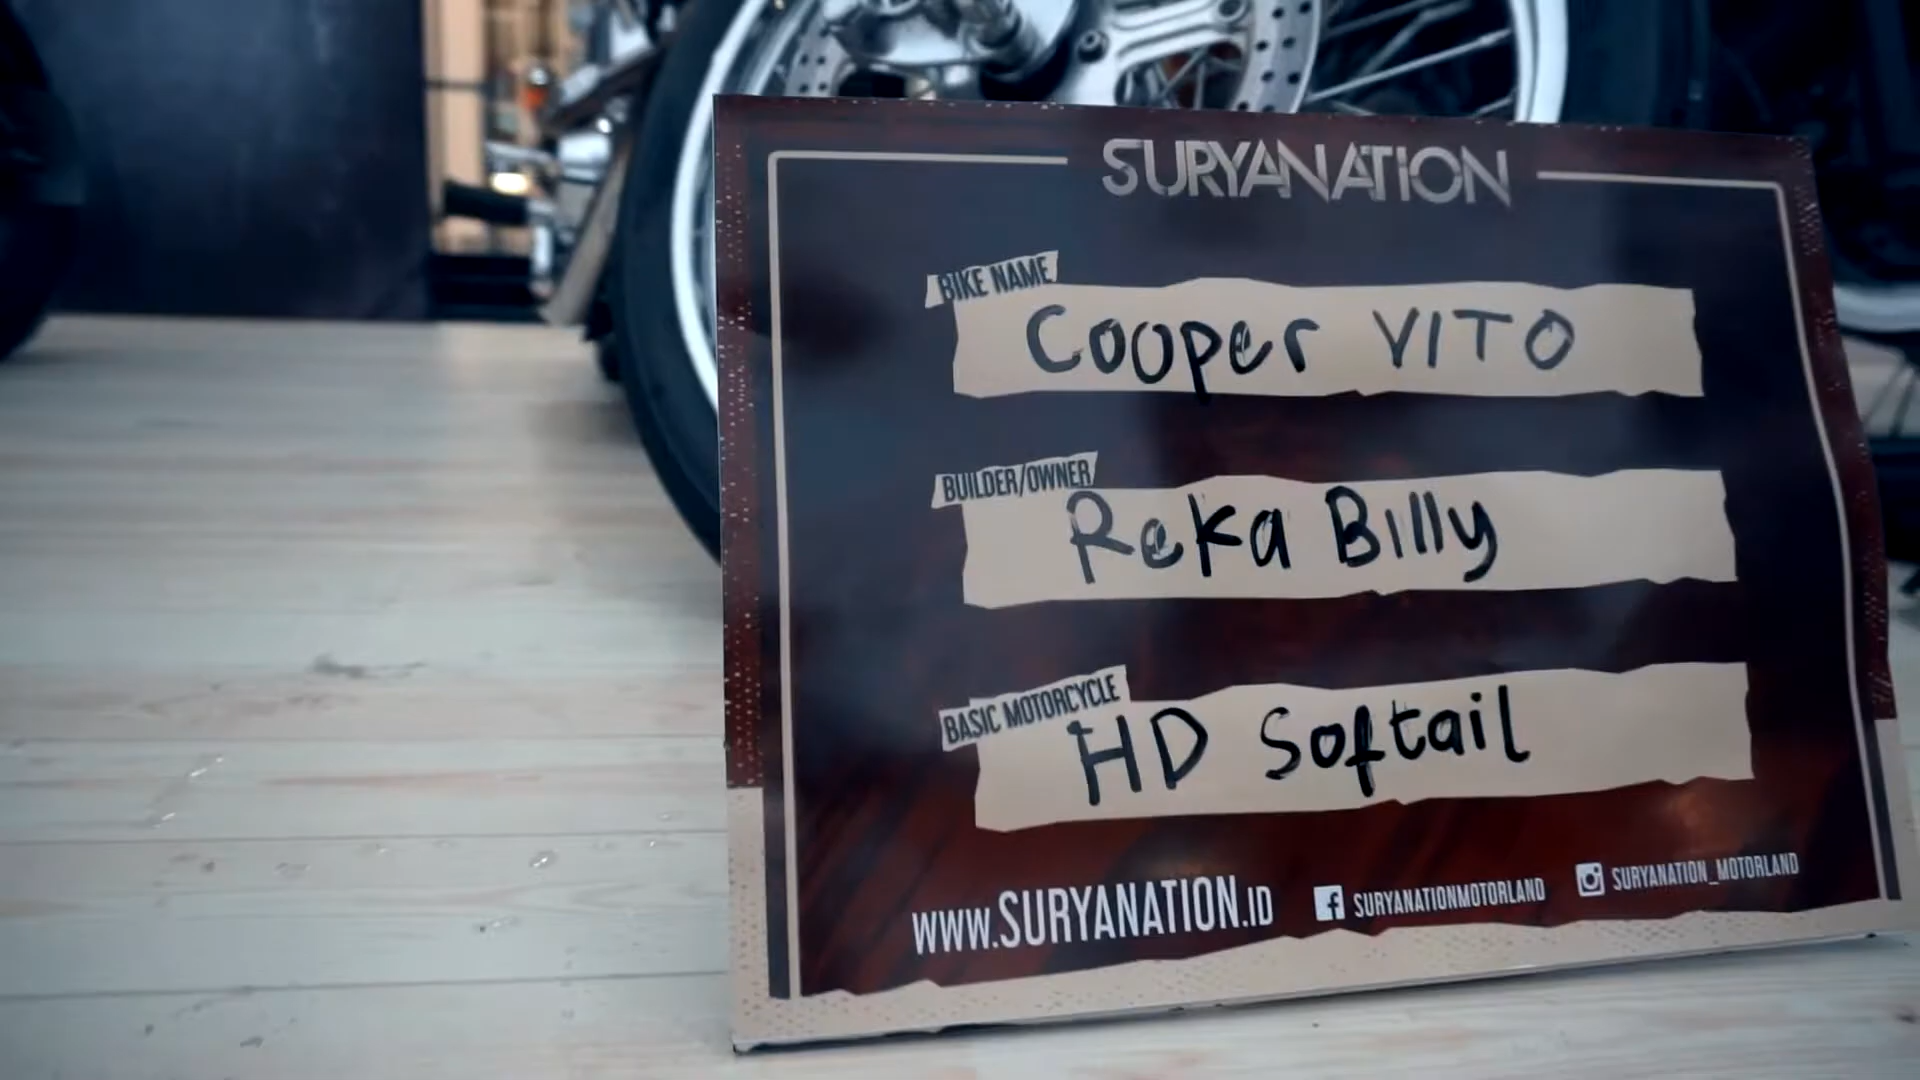 SURYANATION
BIKE NAME
Cooper VITO
BUILDER/OWNER
Reka Billy
BASIC MOTORCYCLE
HD Softail
WWW.SURYANATION.ID
SURYANATIONMOTORLAND
SURYANATION_MOTORLAND